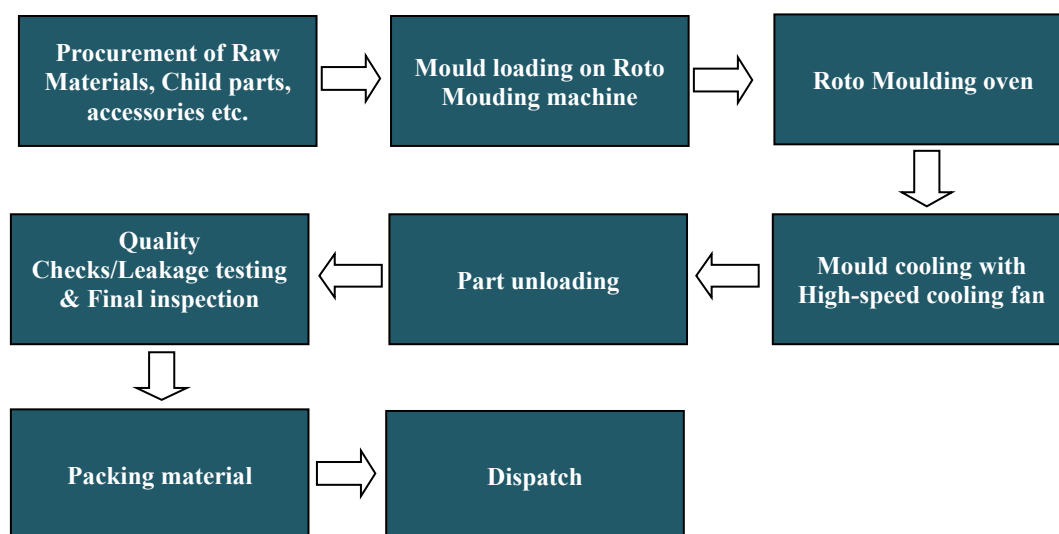 Procurement of Raw
Materials, Child parts,
accessories etc.
Mould loading on Roto
Mouding machine
Roto Moulding oven
Mould cooling with
High-speed cooling fan
Part unloading
Quality
Checks/Leakage testing
& Final inspection
Packing material
Dispatch